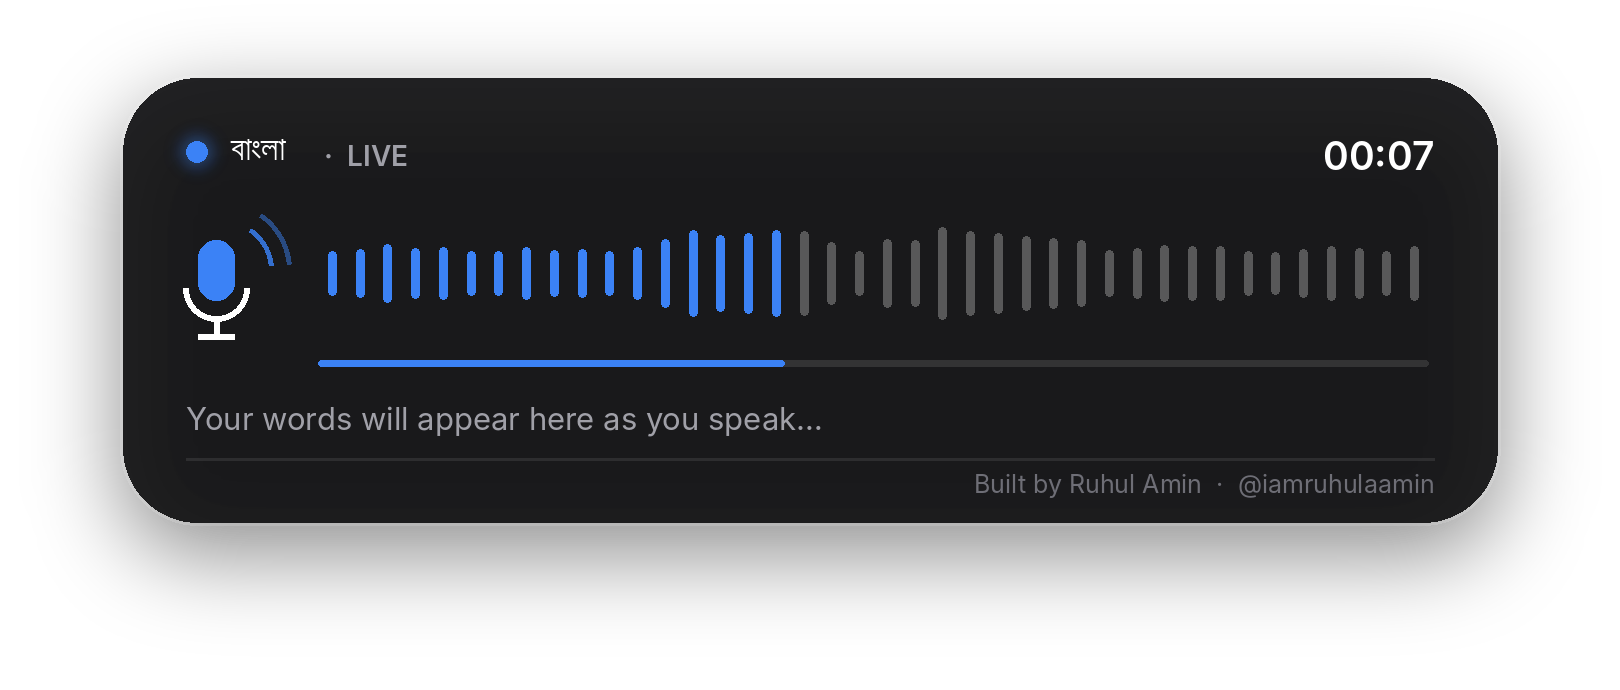 বাংলা · LIVE 00:07
Your words will appear here as you speak...
Built by Ruhul Amin · @iamruhulaamin